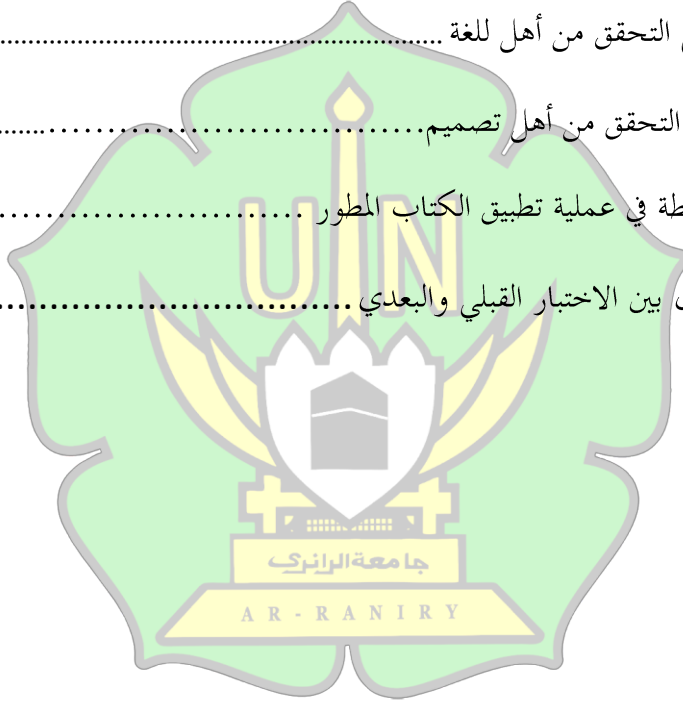 التحقق من أهل للغة ................................................
التحقق من أهل تصميم ................................................
في عملية تطبيق الكتاب المطور ................................................
بين الاختبار القبلي والبعدي ................................................
UIN
جامعة الرانري
AR-RANIRY